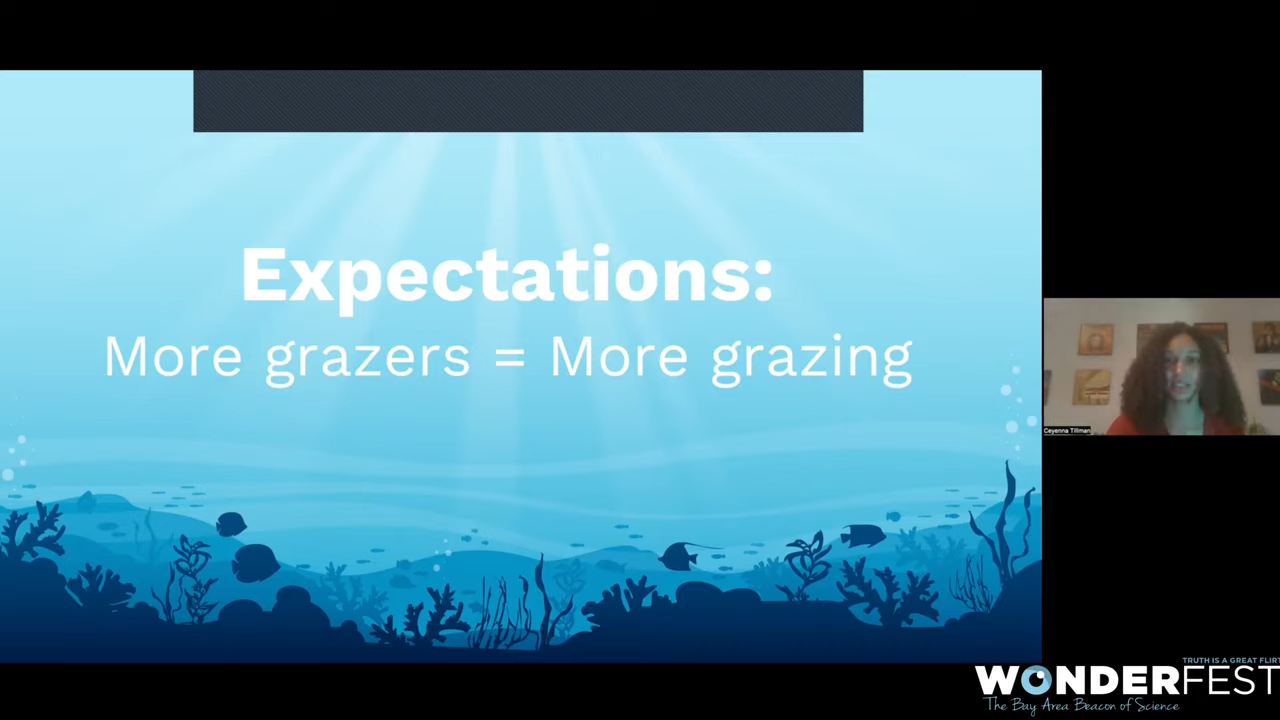 Expectations:
More grazers = More grazing
Ceyenna Tillman
TRUTH IS A GREAT FLIRT
WONDERFEST
The Bay Area Beacon of Science